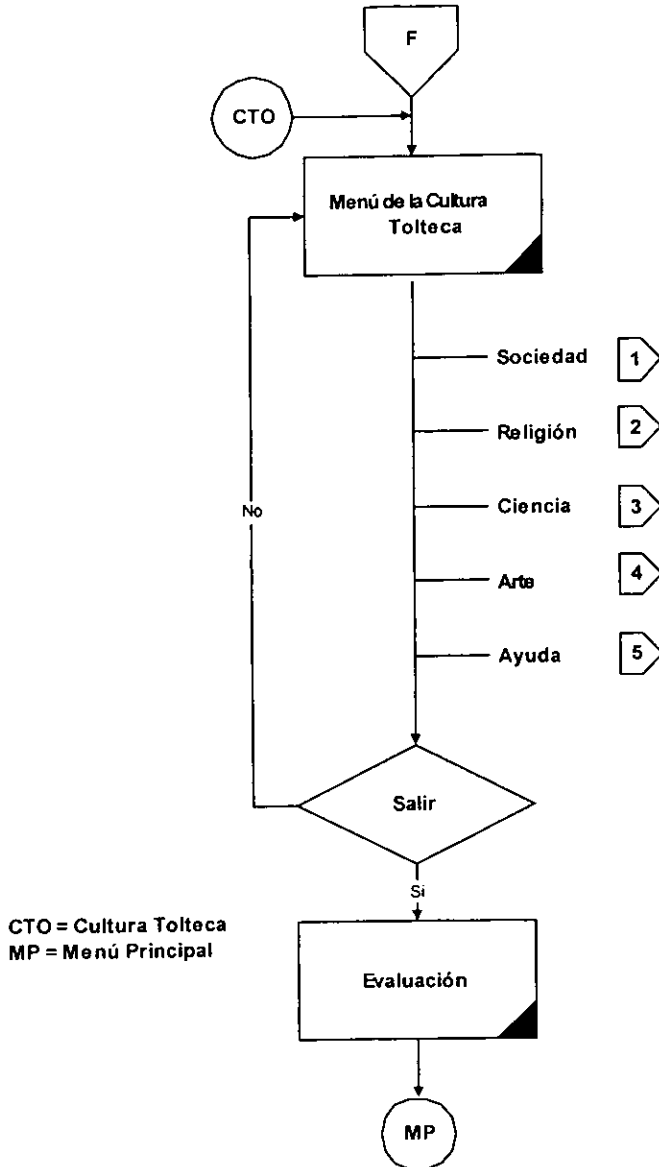 F
CTO
Menú de la Cultura
Tolteca
Sociedad 1
Religión 2
Ciencia 3
No
Arte 4
Ayuda 5
Salir
Si
CTO = Cultura Tolteca
MP = Menú Principal
Evaluación
MP